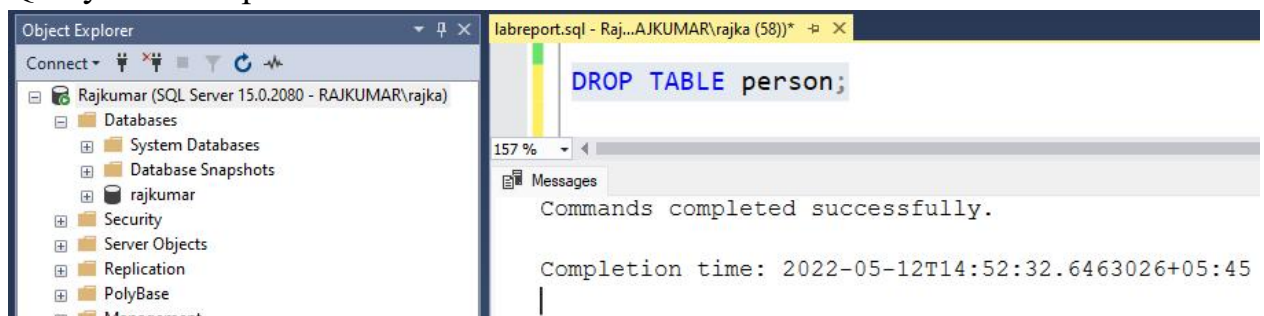 Object Explorer
Connect
Rajkumar (SQL Server 15.0.2080 - RAJKUMAR\rajka)
Databases
System Databases
Database Snapshots
rajkumar
Security
Server Objects
Replication
PolyBase
Management
labreport.sql - Raj...AJKUMAR\rajka (58))*
DROP TABLE person;
157 %
Messages
Commands completed successfully.
Completion time: 2022-05-12T14:52:32.6463026+05:45